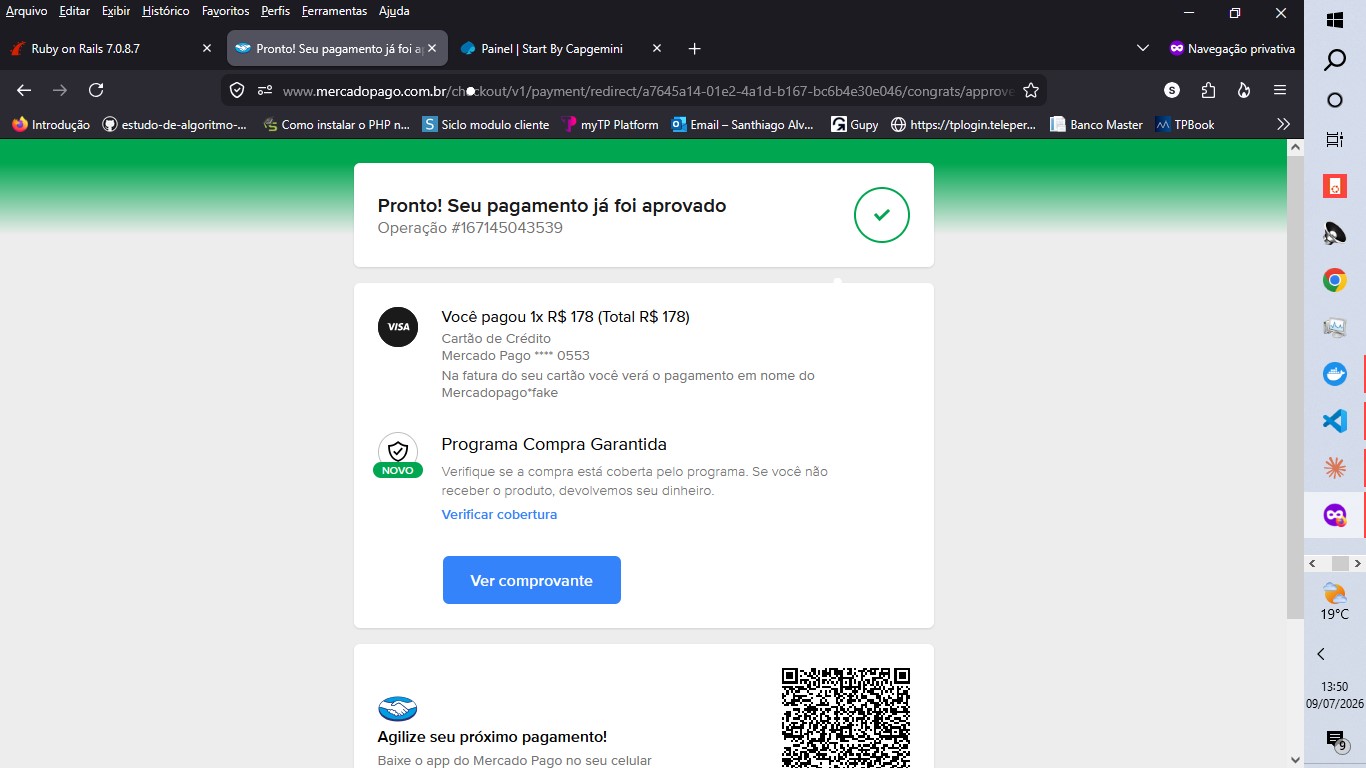 Arquivo Editar Exibir Histórico Favoritos Perfis Ferramentas Ajuda
Ruby on Rails 7.0.8.7
Pronto! Seu pagamento já foi a
Painel | Start By Capgemini
Navegação privativa
www.mercadopago.com.br/checkout/v1/payment/redirect/a7645a14-01e2-4a1d-b167-bc6b4e30e046/congrats/approve
S
Introdução
estudo-de-algoritmo-...
Como instalar o PHP n...
S
Siclo modulo cliente
myTP Platform
Email – Santhiago Alv...
Gupy
https://tplogin.teleper...
Banco Master
TPBook
Pronto! Seu pagamento já foi aprovado
Operação #167145043539
VISA
Você pagou 1x R$ 178 (Total R$ 178)
Cartão de Crédito
Mercado Pago **** 0553
Na fatura do seu cartão você verá o pagamento em nome do
Mercadopago*fake
NOVO
Programa Compra Garantida
Verifique se a compra está coberta pelo programa. Se você não
receber o produto, devolvemos seu dinheiro.
Verificar cobertura
Ver comprovante
Agilize seu próximo pagamento!
Baixe o app do Mercado Pago no seu celular
19°C
13:50
09/07/2026
9